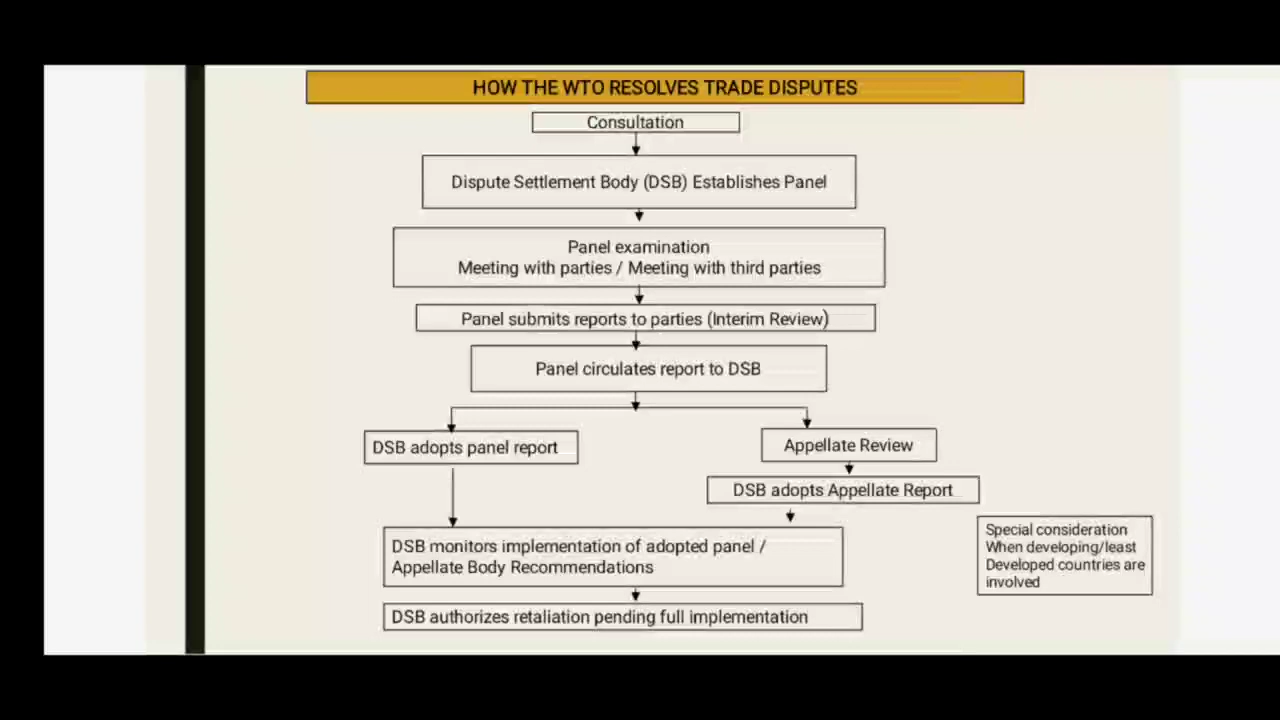 HOW THE WTO RESOLVES TRADE DISPUTES
Consultation
Dispute Settlement Body (DSB) Establishes Panel
Panel examination
Meeting with parties / Meeting with third parties
Panel submits reports to parties (Interim Review)
Panel circulates report to DSB
DSB adopts panel report
Appellate Review
DSB adopts Appellate Report
Special consideration
When developing/least
Developed countries are
involved
DSB monitors implementation of adopted panel /
Appellate Body Recommendations
DSB authorizes retaliation pending full implementation